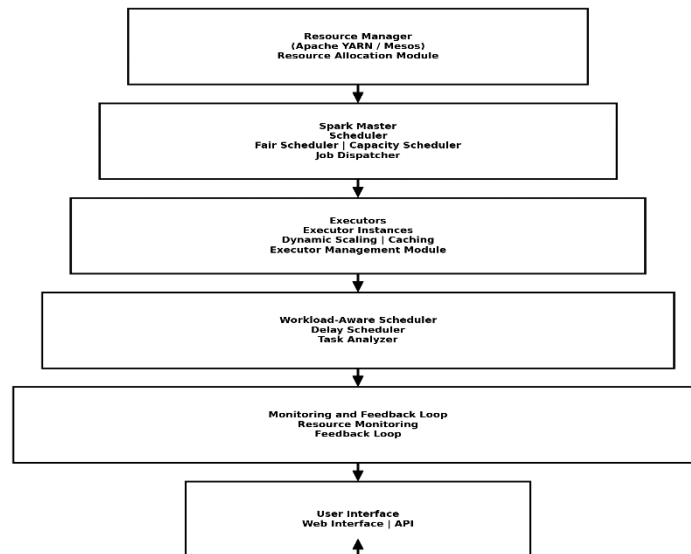 Resource Manager
(Apache YARN / Mesos)
Resource Allocation Module
Spark Master
Scheduler
Fair Scheduler | Capacity Scheduler
Job Dispatcher
Executors
Executor Instances
Dynamic Scaling | Caching
Executor Management Module
Workload-Aware Scheduler
Delay Scheduler
Task Analyzer
Monitoring and Feedback Loop
Resource Monitoring
Feedback Loop
User Interface
Web Interface | API